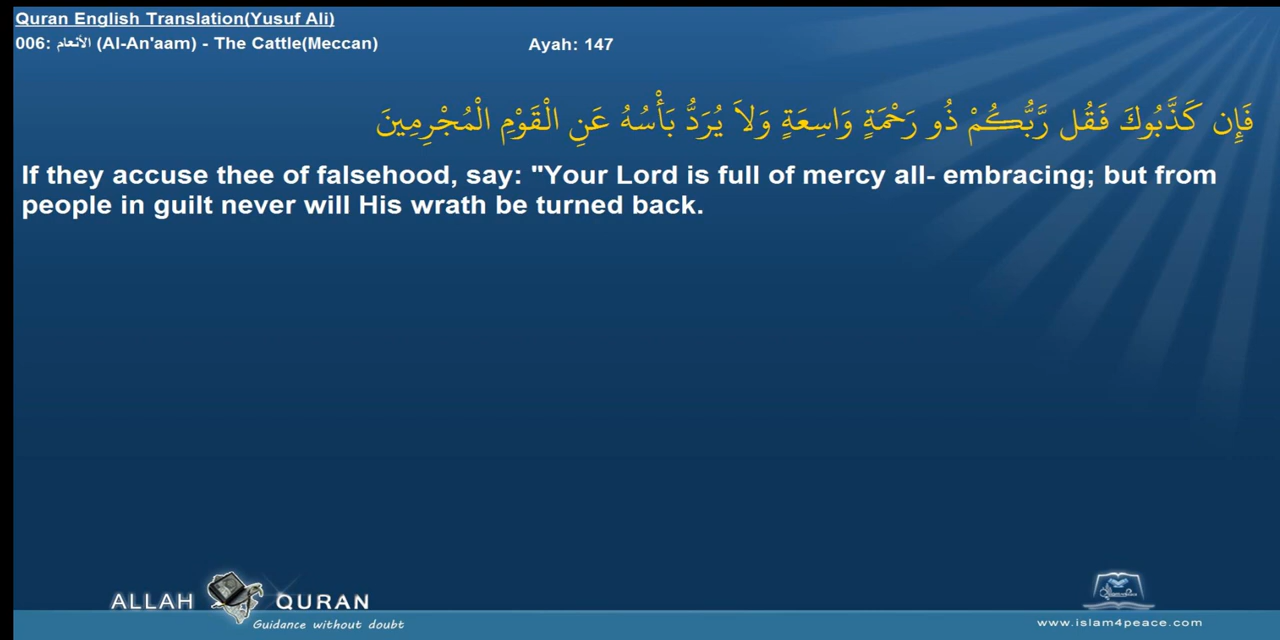 Quran English Translation(Yusuf Ali)
006: الأنعام (Al-An'aam) - The Cattle(Meccan) Ayah: 147
فَإِن كَذَّبُوكَ فَقُل رَّبُّكُمْ ذُو رَحْمَةٍ وَاسِعَةٍ وَلاَ يُرَدُّ بَأْسُهُ عَنِ الْقَوْمِ الْمُجْرِمِينَ
If they accuse thee of falsehood, say: "Your Lord is full of mercy all- embracing; but from
people in guilt never will His wrath be turned back.
ALLAH QURAN
Guidance without doubt
www.islam4peace.com